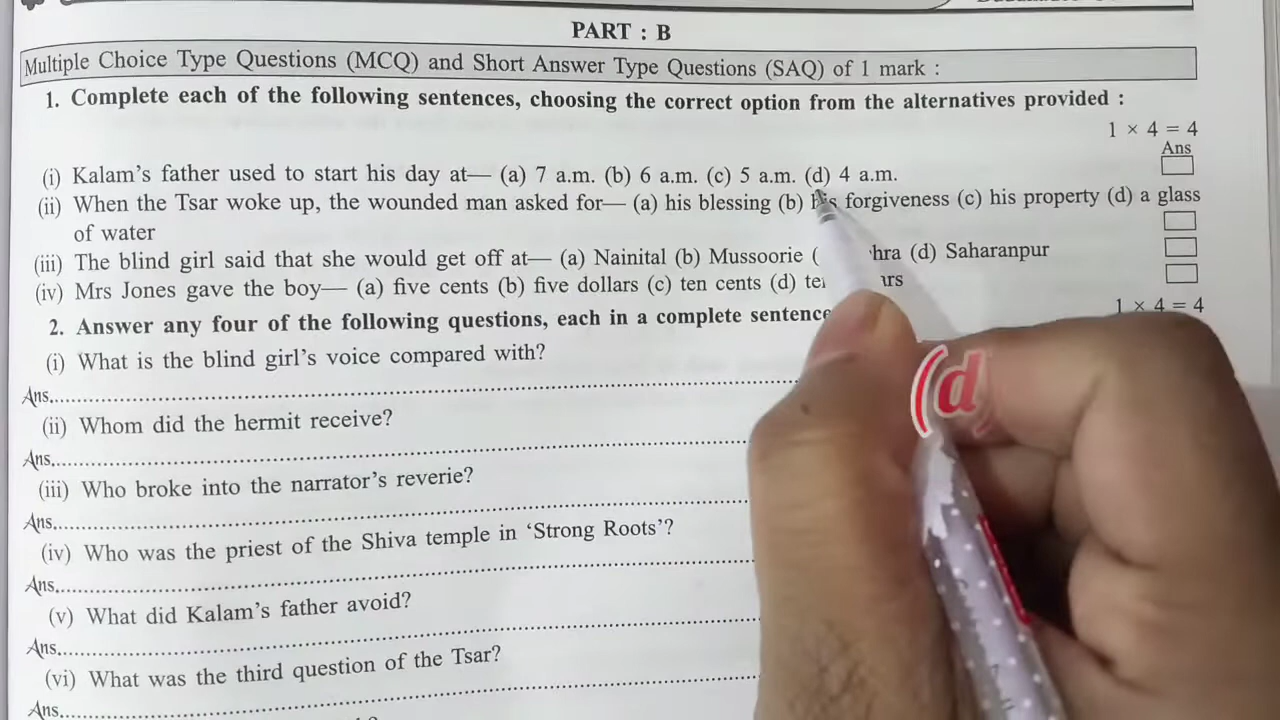 PART : B
Multiple Choice Type Questions (MCQ) and Short Answer Type Questions (SAQ) of 1 mark :
1. Complete each of the following sentences, choosing the correct option from the alternatives provided :
1 × 4 = 4
Ans
(i) Kalam's father used to start his day at— (a) 7 a.m. (b) 6 a.m. (c) 5 a.m. (d) 4 a.m.
(ii) When the Tsar woke up, the wounded man asked for— (a) his blessing (b) his forgiveness (c) his property (d) a glass
of water
(iii) The blind girl said that she would get off at— (a) Nainital (b) Mussoorie (d) Saharanpur
(iv) Mrs Jones gave the boy— (a) five cents (b) five dollars (c) ten cents (d)
2. Answer any four of the following questions, each in a complete sentence
1 × 4 = 4
(i) What is the blind girl's voice compared with?
(d)
Ans.
(ii) Whom did the hermit receive?
Ans.
(iii) Who broke into the narrator's reverie?
Ans.
(iv) Who was the priest of the Shiva temple in 'Strong Roots'?
Ans.
(v) What did Kalam's father avoid?
Ans.
(vi) What was the third question of the Tsar?
Ans.